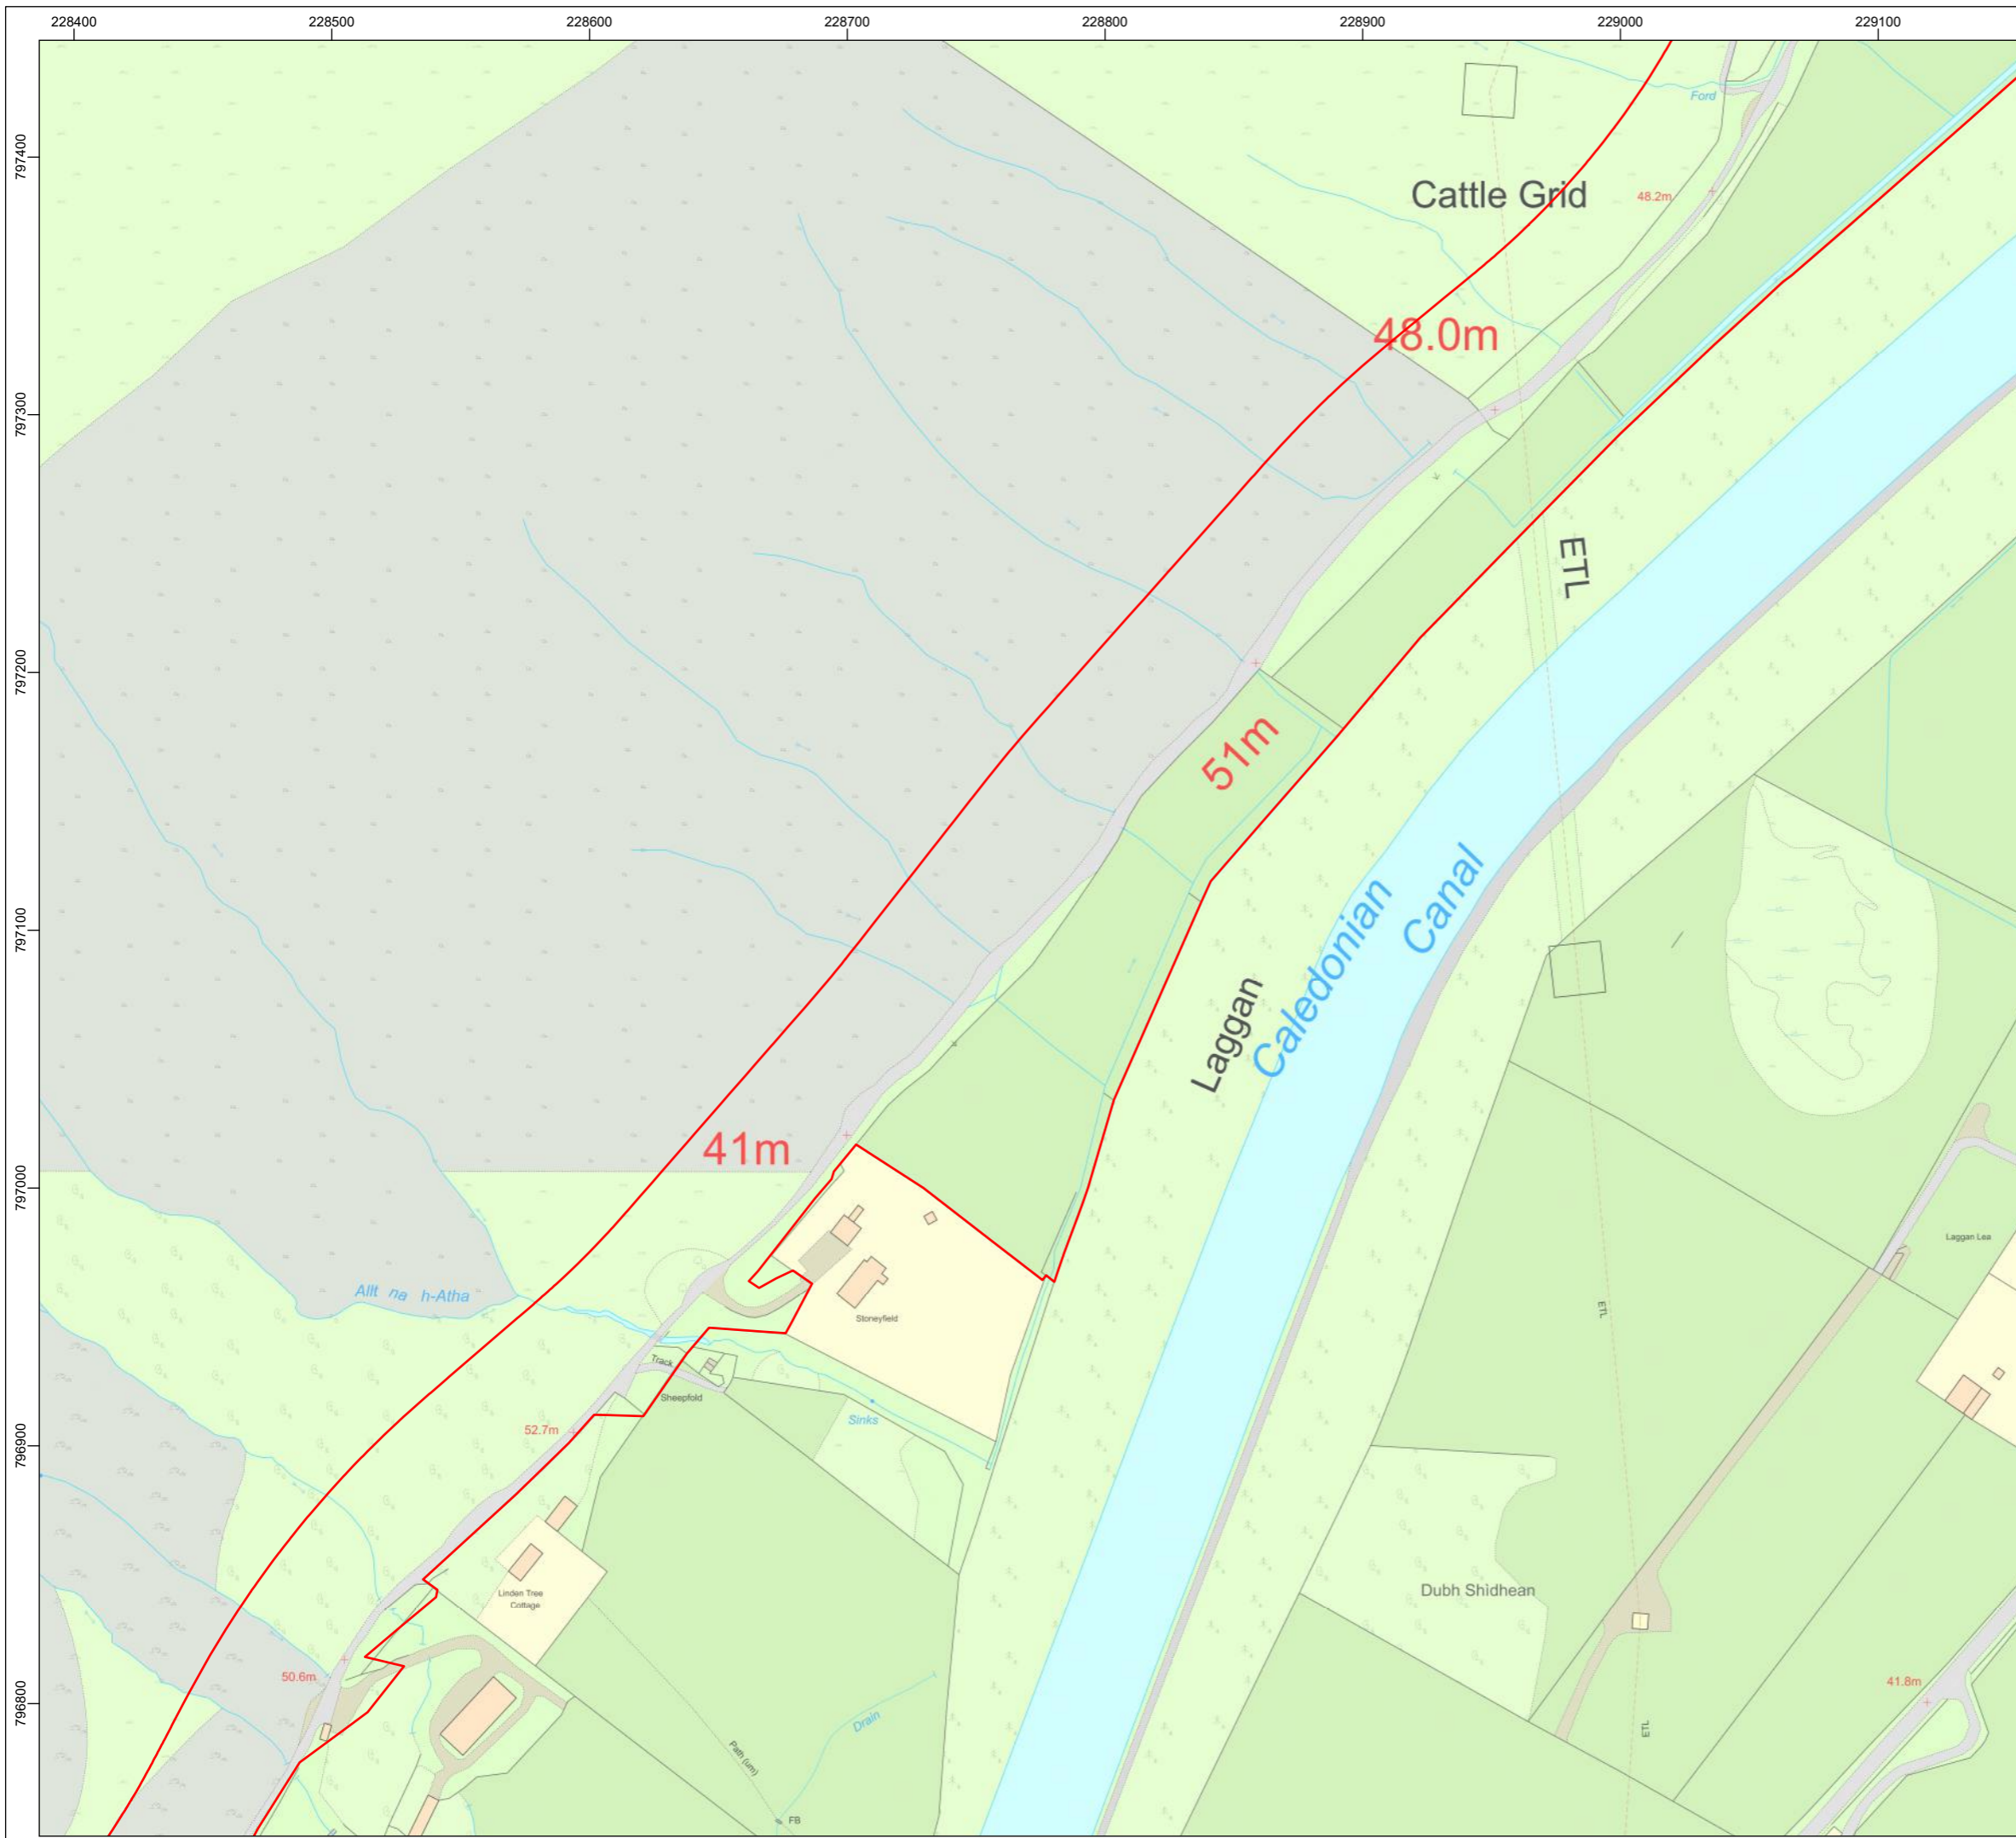 228400 228500 228600 228700 228800 228900 229000 229100
797400
797300
797200
797100
797000
796900
796800
Ford
Cattle Grid
48.2m
48.0m
ETL
51m
Caledonian
Canal
Laggan
41m
Laggan Lea
Allt na h-Atha
Stoneyfield
ETL
Track
Sheepfold
Sinks
52.7m
Linden Tree
Cottage
Dubh Shidhean
50.6m
41.8m
Drain
ETL
Path (um)
FB